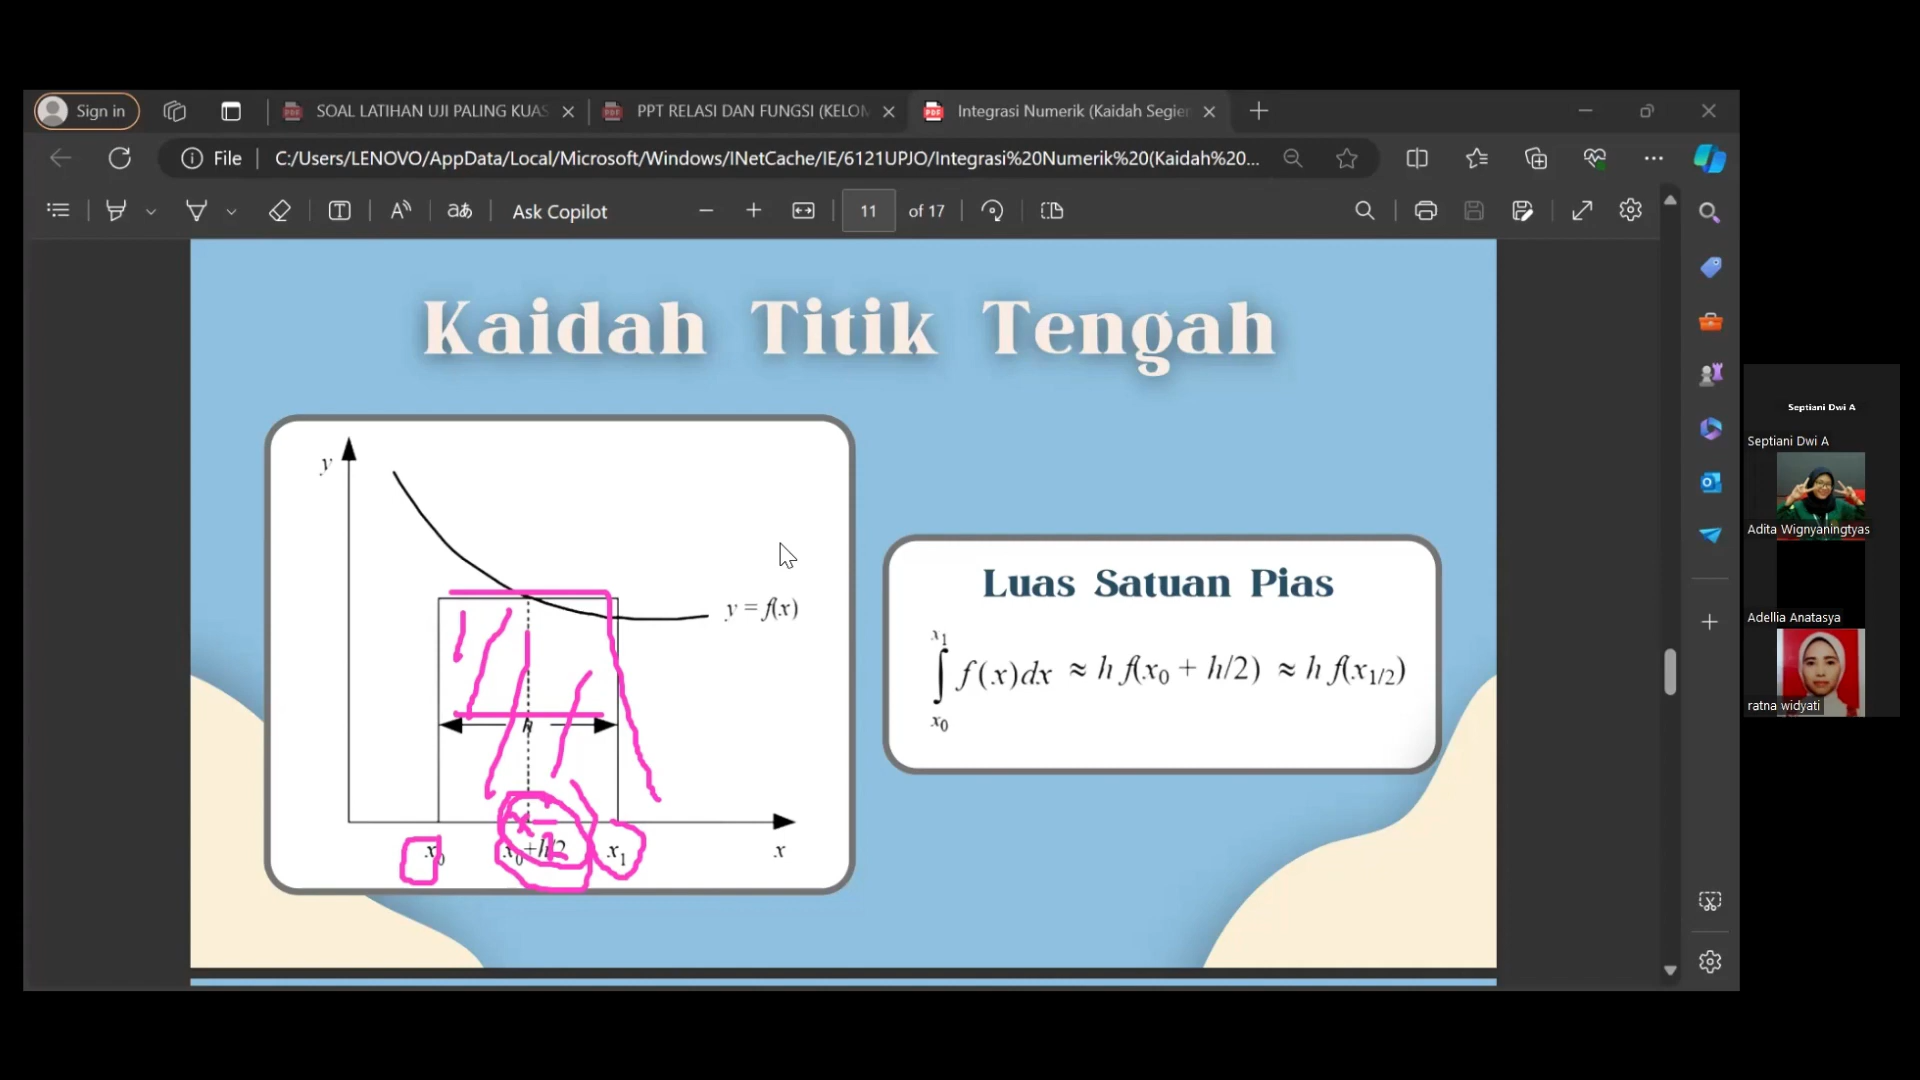 Sign in
SOAL LATIHAN UJI PALING KUAS
PPT RELASI DAN FUNGSI (KELOM
Integrasi Numerik (Kaidah Segien
File
C:/Users/LENOVO/AppData/Local/Microsoft/Windows/INetCache/IE/6121UPJO/Integrasi%20Numerik%20(Kaidah%20...
Ask Copilot
11 of 17
Kaidah Titik Tengah
y
y = f(x)
h
x₀ x₀+h/2 x₁ x
Luas Satuan Pias
∫ₓ₀^x₁ f(x)dx ≈ h f(x₀ + h/2) ≈ h f(x₁/₂)
Septiani Dwi A
Septiani Dwi A
Adita Wignyaningtyas
Adellia Anatasya
ratna widyati